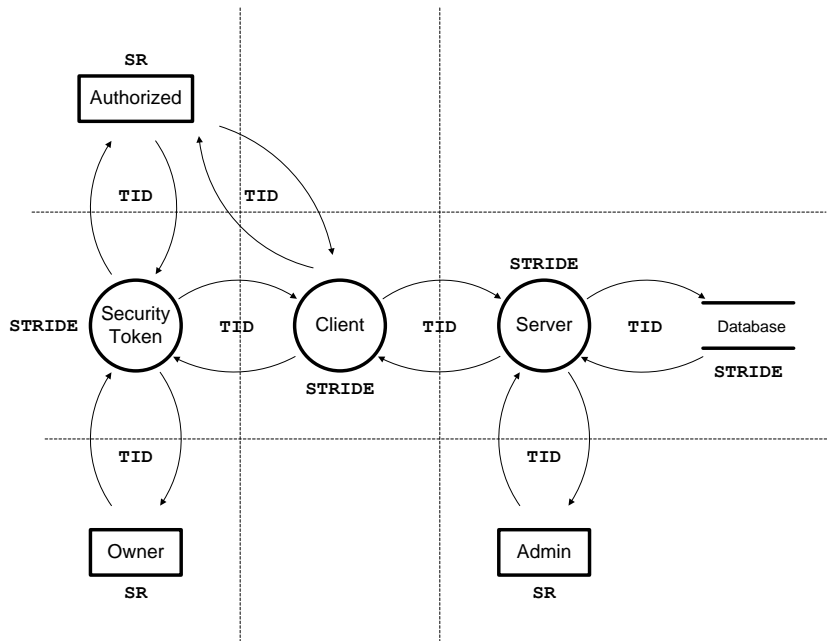 SR
Authorized
TID
TID
STRIDE
Security
Token
STRIDE
TID
Client
STRIDE
TID
Server
TID
Database
STRIDE
TID
TID
Owner
SR
Admin
SR